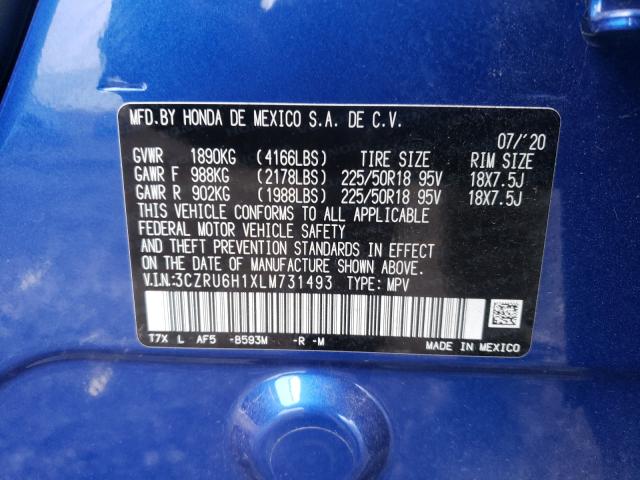 MFD.BY HONDA DE MEXICO S.A. DE C.V.
07/'20
GVWR 1890KG (4166LBS) TIRE SIZE RIM SIZE
GAWR F 988KG (2178LBS) 225/50R18 95V 18X7.5J
GAWR R 902KG (1988LBS) 225/50R18 95V 18X7.5J
THIS VEHICLE CONFORMS TO ALL APPLICABLE
FEDERAL MOTOR VEHICLE SAFETY
AND THEFT PREVENTION STANDARDS IN EFFECT
ON THE DATE OF MANUFACTURE SHOWN ABOVE.
V.I.N:3CZRU6H1XLM731493 TYPE: MPV
T7X L AF5 -B593M -R -M MADE IN MEXICO